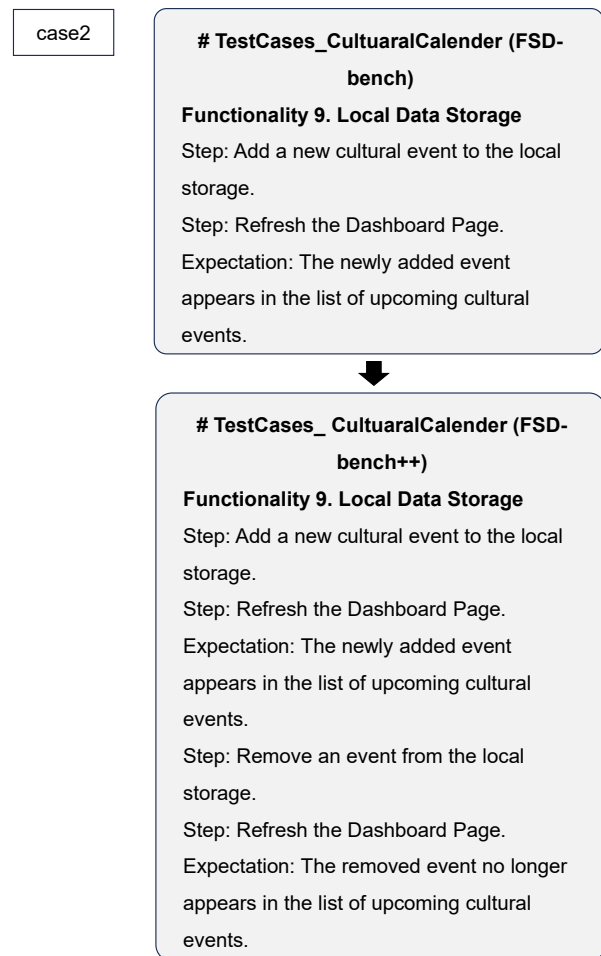 case2
# TestCases_CultuaralCalender (FSD-
bench)
Functionality 9. Local Data Storage
Step: Add a new cultural event to the local
storage.
Step: Refresh the Dashboard Page.
Expectation: The newly added event
appears in the list of upcoming cultural
events.
# TestCases_ CultuaralCalender (FSD-
bench++)
Functionality 9. Local Data Storage
Step: Add a new cultural event to the local
storage.
Step: Refresh the Dashboard Page.
Expectation: The newly added event
appears in the list of upcoming cultural
events.
Step: Remove an event from the local
storage.
Step: Refresh the Dashboard Page.
Expectation: The removed event no longer
appears in the list of upcoming cultural
events.